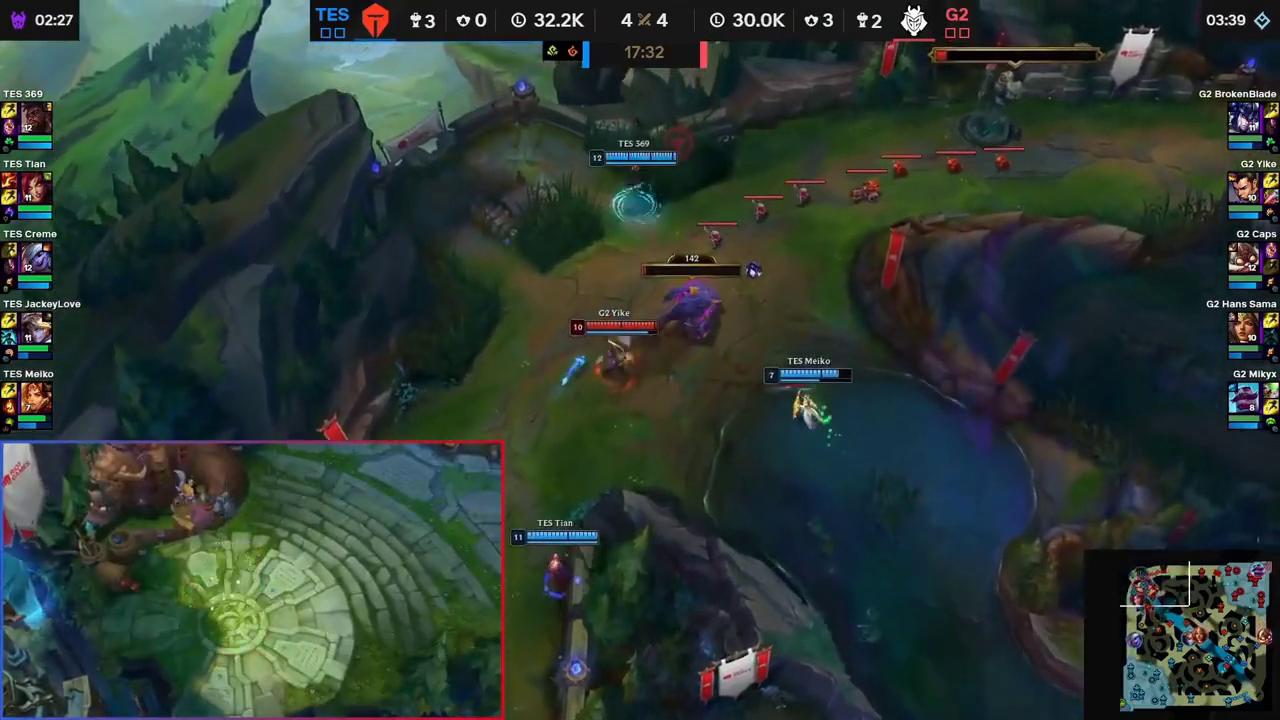 02:27
TES
3
0
32.2K
4
4
30.0K
3
2
G2
03:39
17:32
TES 369
12
TES Tian
11
TES Creme
12
TES JackeyLove
11
TES Meiko
7
G2 BrokenBlade
11
G2 Yike
10
G2 Caps
12
G2 Hans Sama
10
G2 Mikyx
8
TES 369
12
142
G2 Yike
10
TES Meiko
7
TES Tian
11